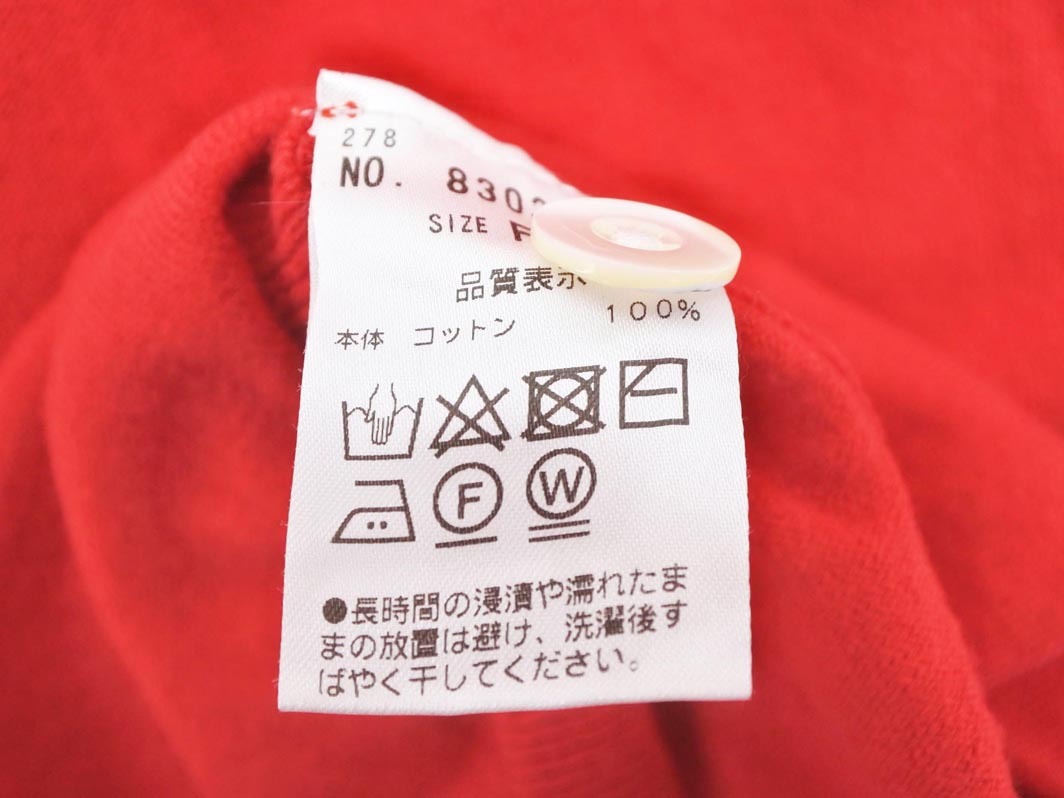 278
NO. 830
SIZE F
品質表示
本体 コットン 100%
F W
●長時間の浸漬や濡れたま
まの放置は避け、洗濯後す
ばやく干してください。